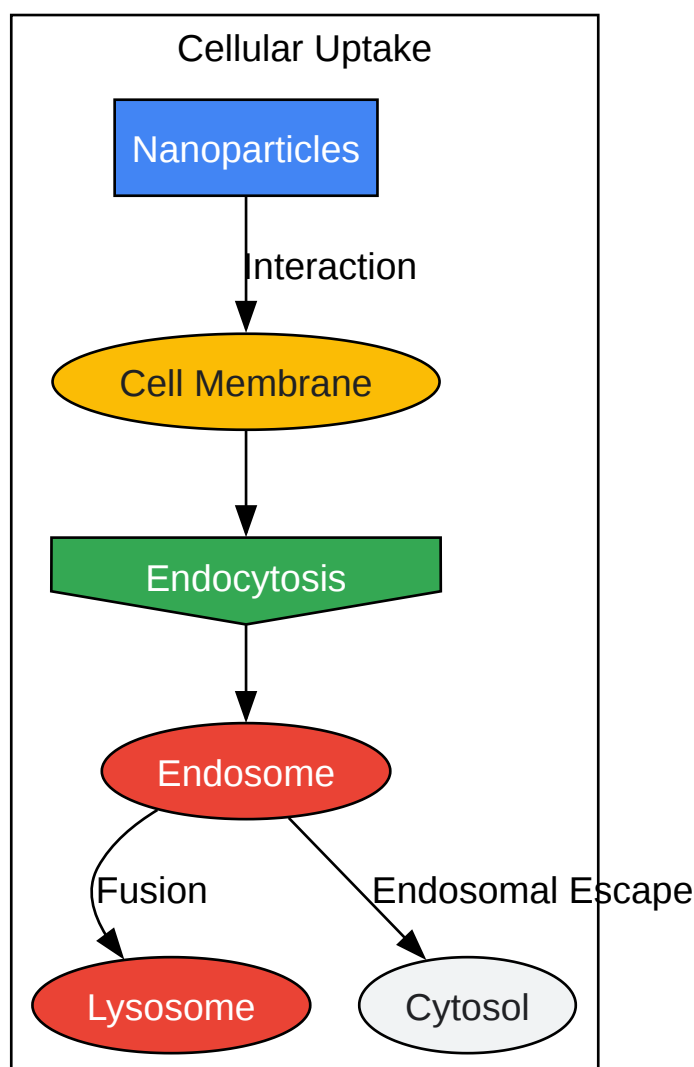 Cellular Uptake
Nanoparticles
Interaction
Cell Membrane
Endocytosis
Endosome
Fusion
Endosomal Escape
Lysosome
Cytosol